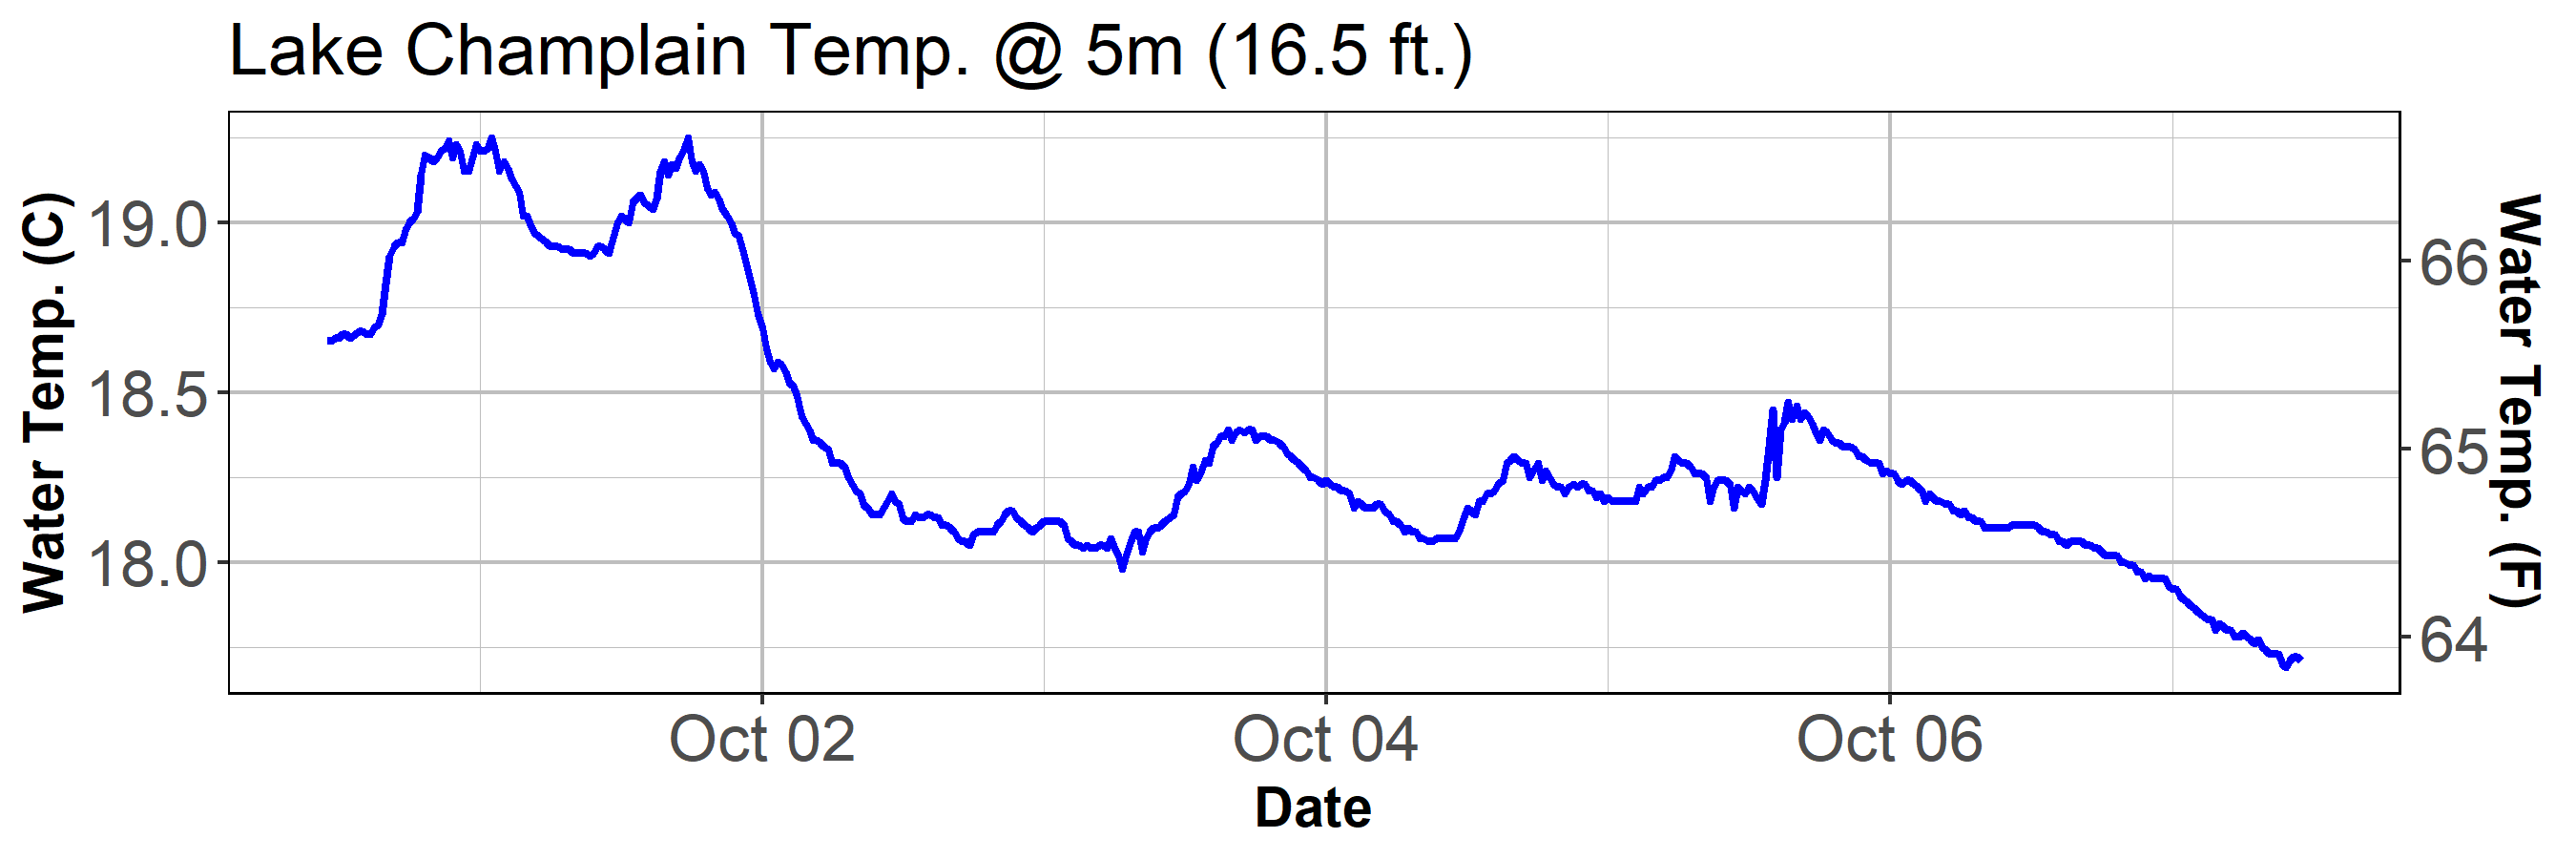 Lake Champlain Temp. @ 5m (16.5 ft.)
Water Temp. (C)
19.0
18.5
18.0
66
65
64
Water Temp. (F)
Oct 02 Oct 04 Oct 06
Date